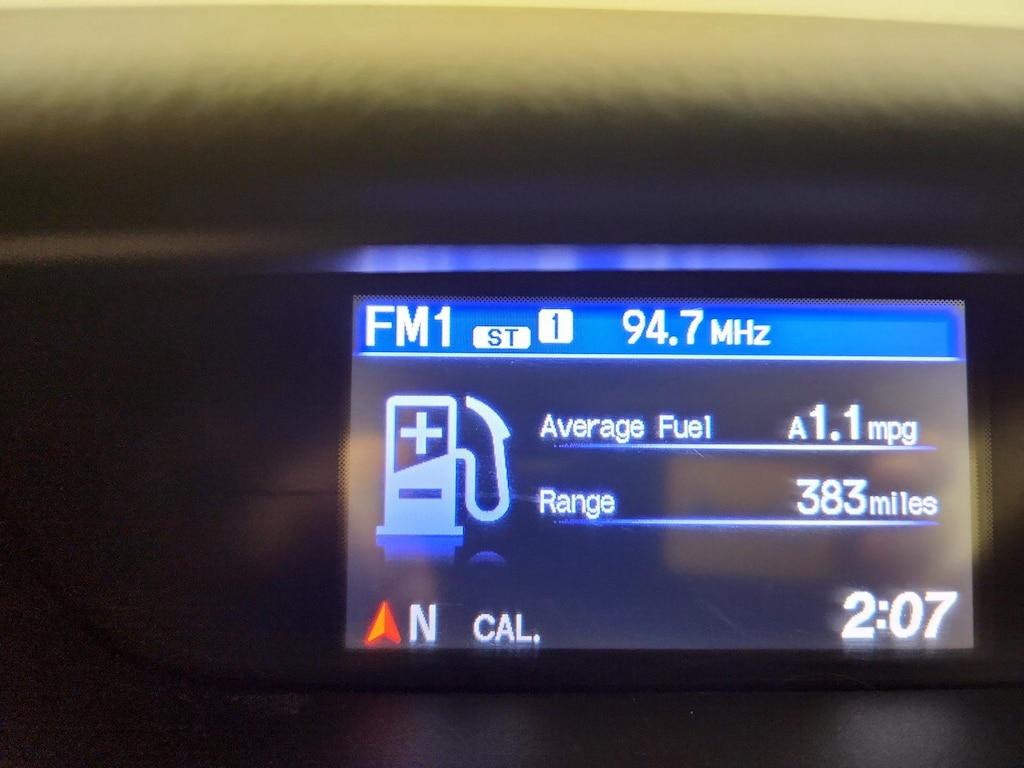 FM1 ST 1 94.7 MHz
Average Fuel A1.1 mpg
Range 383 miles
N CAL. 2:07